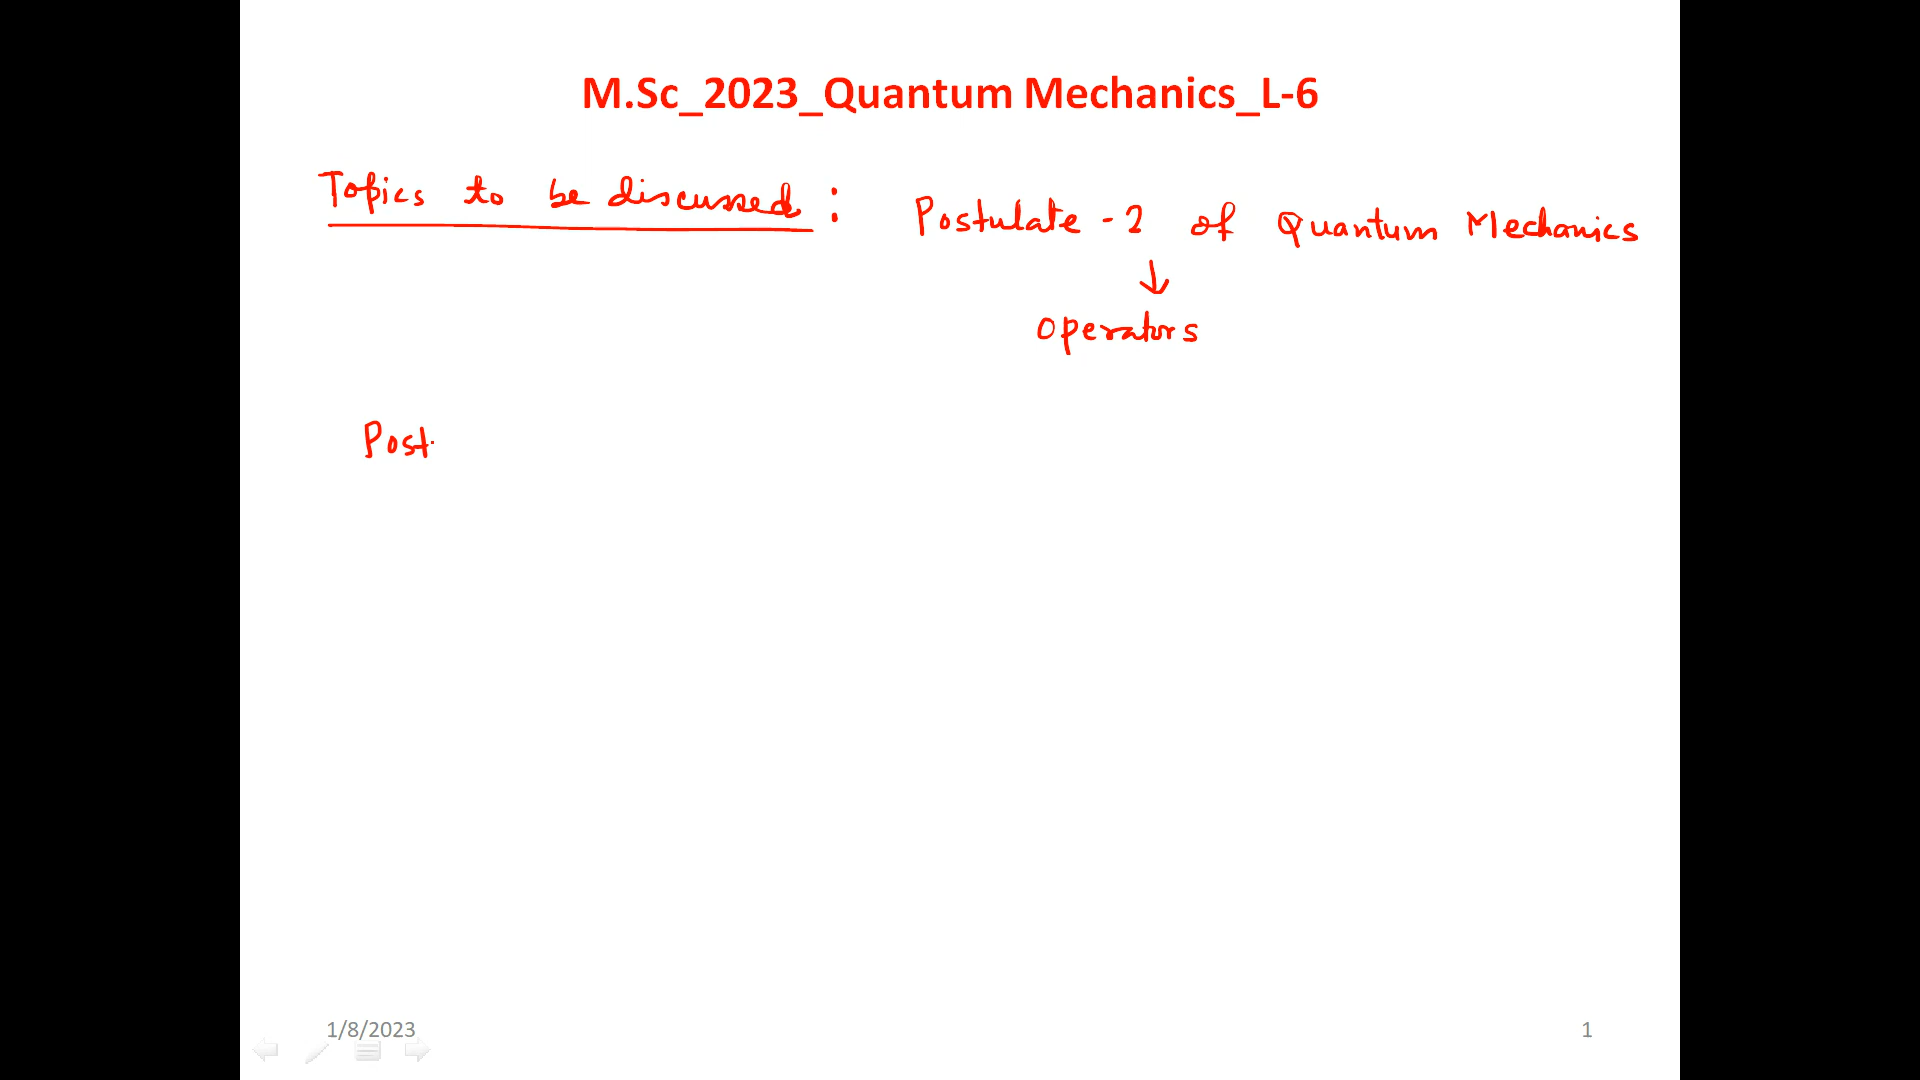 M.Sc_2023_Quantum Mechanics_L-6
Topics to be discussed : Postulate - 2 of Quantum Mechanics
↓
Operators
Post
1/8/2023
1